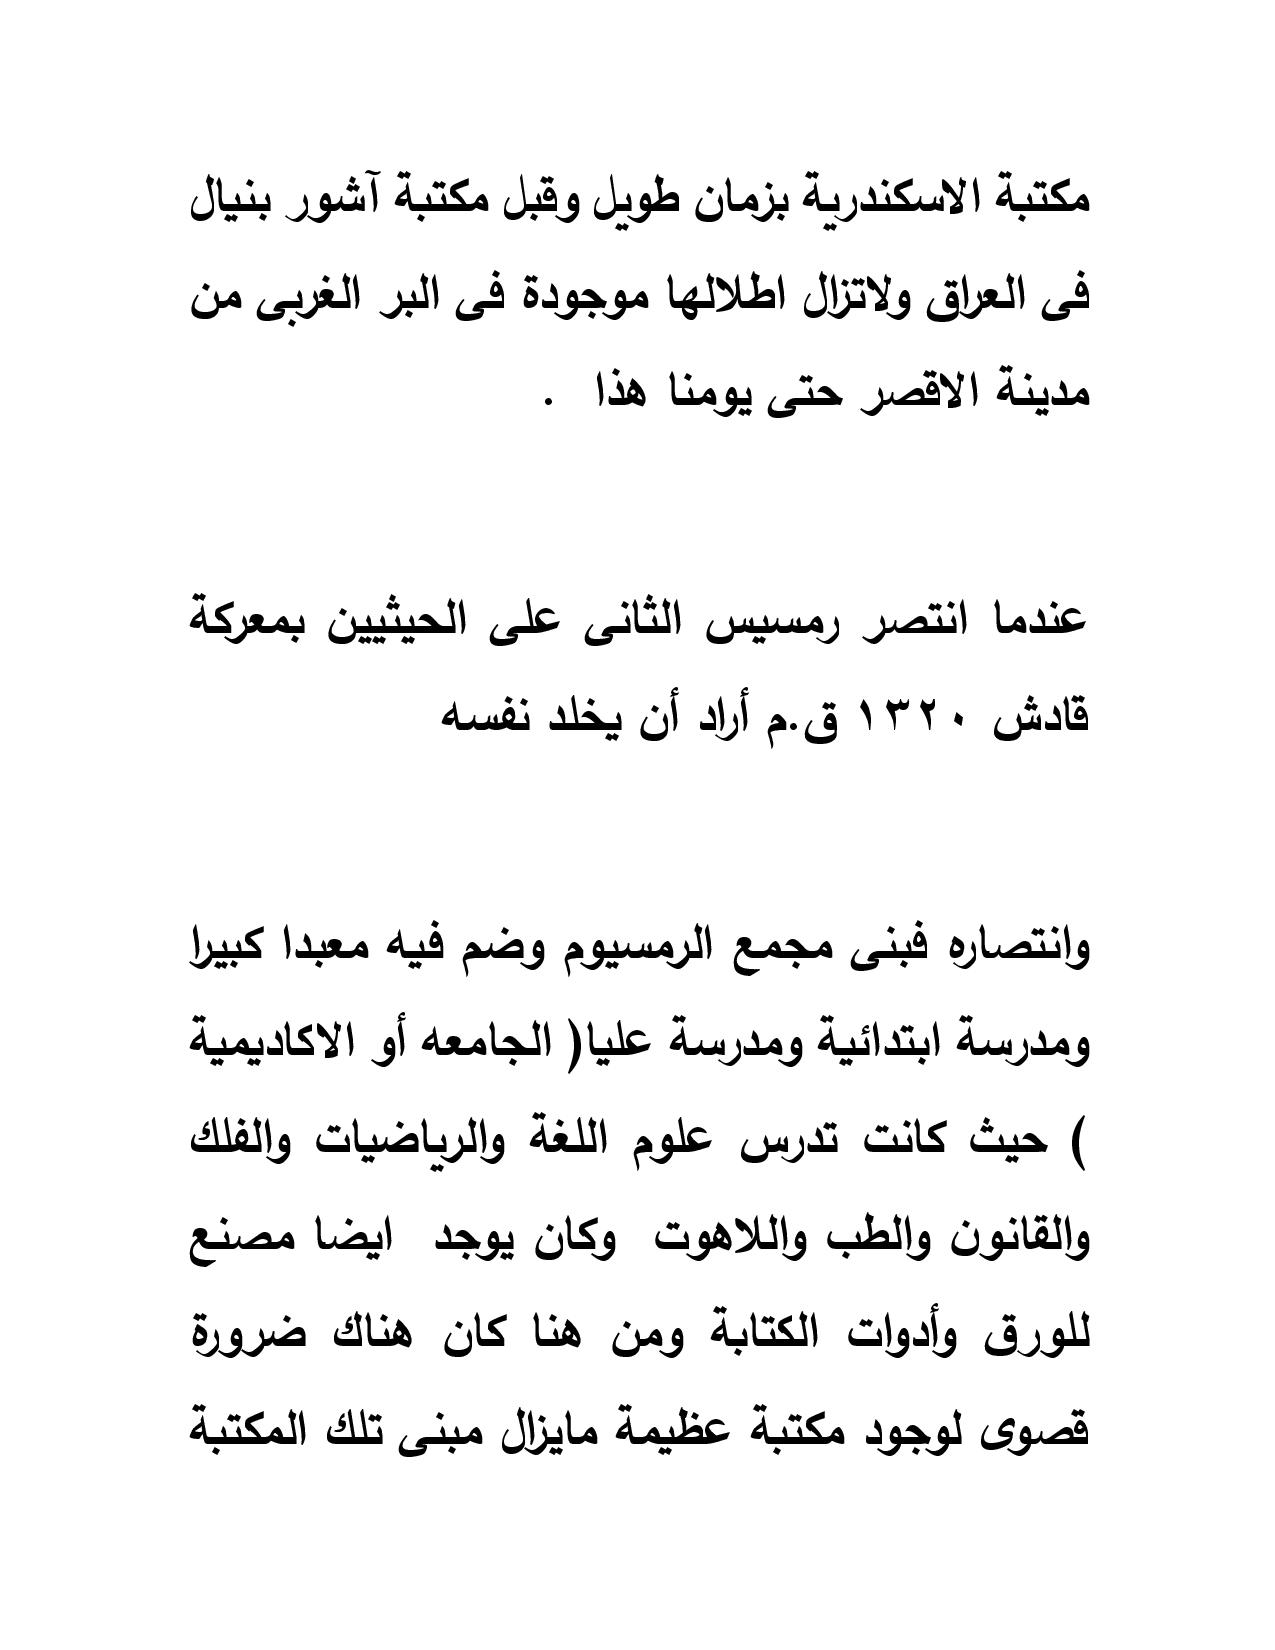 مكتبة الاسكندرية بزمان طويل وقبل مكتبة آشور بنيال
فى العراق ولاتزال اطلالها موجودة فى البر الغربى من
مدينة الاقصر حتى يومنا هذا .
عندما انتصر رمسيس الثانى على الحيثيين بمعركة
قادش ١٣٢٠ ق.م أراد أن يخلد نفسه
وانتصاره فبنى مجمع الرمسيوم وضم فيه معبدا كبيرا
ومدرسة ابتدائية ومدرسة عليا( الجامعه أو الاكاديمية
) حيث كانت تدرس علوم اللغة والرياضيات والفلك
والقانون والطب واللاهوت وكان يوجد ايضا مصنع
للورق وأدوات الكتابة ومن هنا كان هناك ضرورة
قصوى لوجود مكتبة عظيمة مايزال مبنى تلك المكتبة